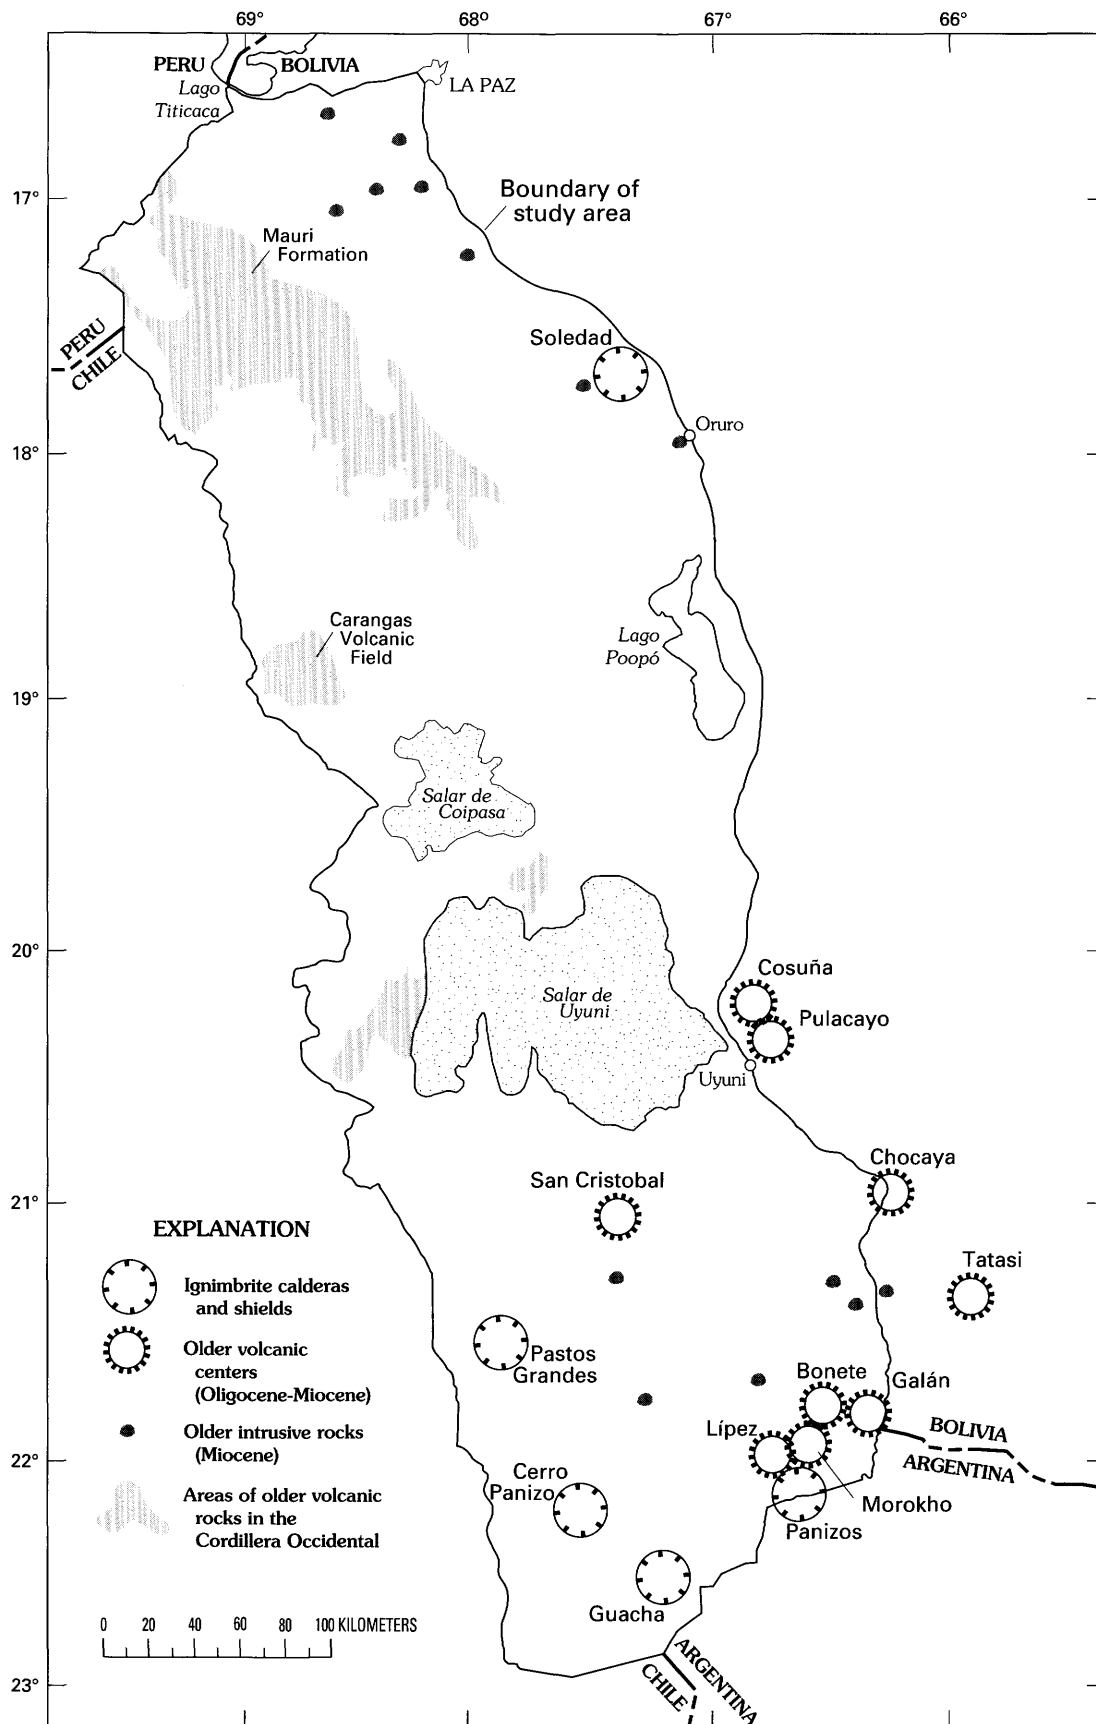 69°
68°
67°
66°
PERU
BOLIVIA
Lago
Titicaca
LA PAZ
17°
Boundary of
study area
Mauri
Formation
PERU
CHILE
Soledad
Oruro
18°
Carangas
Volcanic
Field
Lago
Poopó
19°
Salar de
Coipasa
20°
Cosuña
Salar de
Uyuni
Pulacayo
Uyuni
Chocaya
San Cristobal
21°
EXPLANATION
Tatasi
Ignimbrite calderas
and shields
Older volcanic
centers
(Oligocene-Miocene)
Pastos
Grandes
Bonete
Galán
Older intrusive rocks
(Miocene)
Lípez
BOLIVIA
ARGENTINA
22°
Cerro
Panizo
Areas of older volcanic
rocks in the
Cordillera Occidental
Morokho
Panizos
Guacha
0 20 40 60 80 100 KILOMETERS
ARGENTINA
CHILE
23°